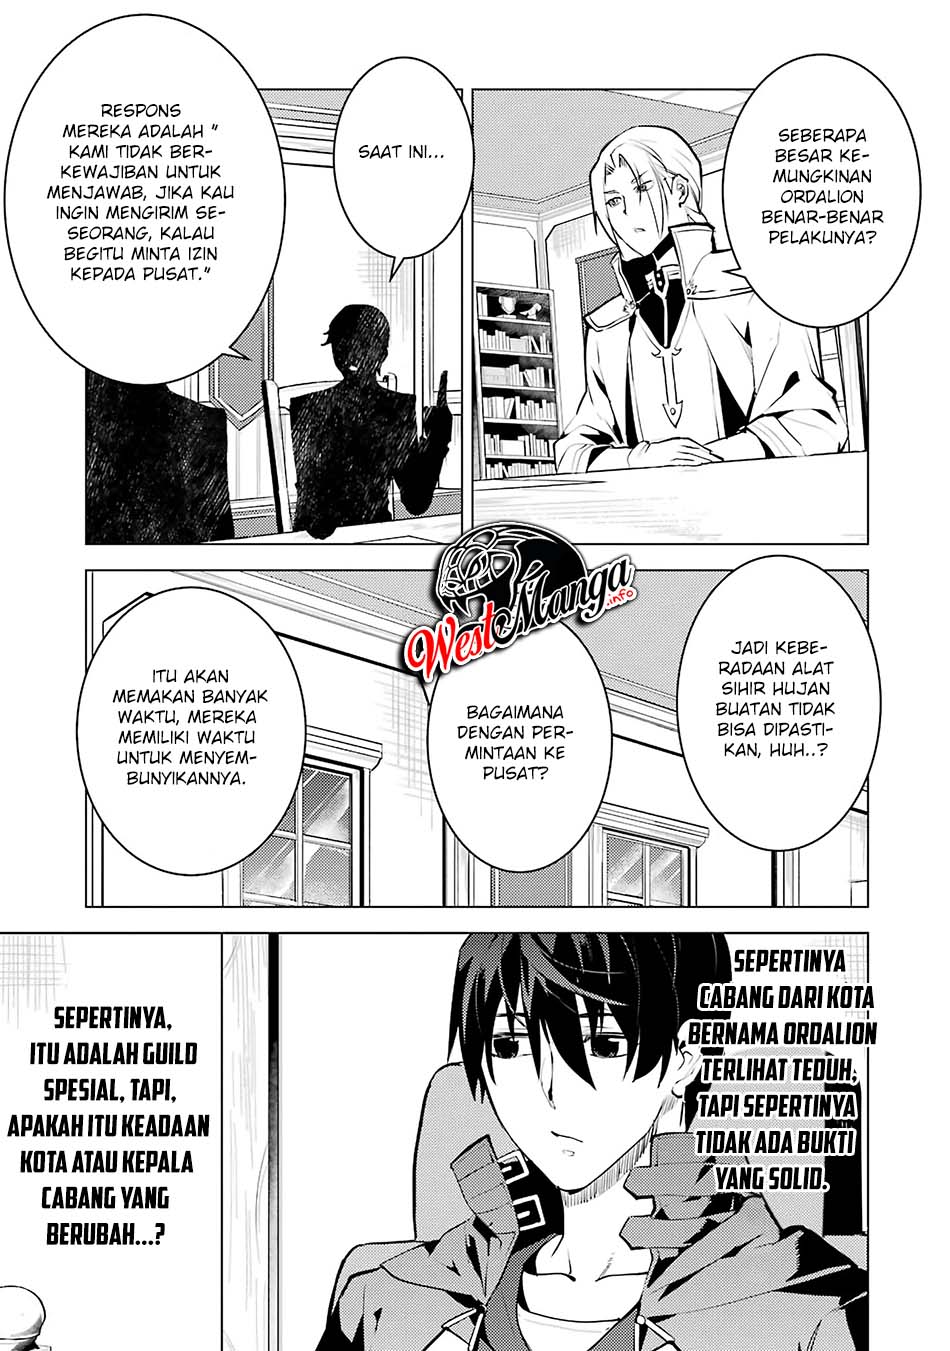 SEBERAPA
BESAR KE-
MUNGKINAN
ORDALION
BENAR-BENAR
PELAKUNYA?
SAAT INI...
RESPONS
MEREKA ADALAH "
KAMI TIDAK BER-
KEWAJIBAN UNTUK
MENJAWAB, JIKA KAU
INGIN MENGIRIM SE-
SEORANG, KALAU
BEGITU MINTA IZIN
KEPADA PUSAT."
WESTMANGA
.info
JADI KEBE-
RADAAN ALAT
SIHIR HUJAN
BUATAN TIDAK
BISA DIPASTI-
KAN, HUH..?
BAGAIMANA
DENGAN PER-
MINTAAN KE
PUSAT?
ITU AKAN
MEMAKAN BANYAK
WAKTU, MEREKA
MEMILIKI WAKTU
UNTUK MENYEM-
BUNYIKANNYA.
SEPERTINYA
CABANG DARI KOTA
BERNAMA ORDALION
TERLIHAT TEDUH,
TAPI SEPERTINYA
TIDAK ADA BUKTI
YANG SOLID.
SEPERTINYA,
ITU ADALAH GUILD
SPESIAL, TAPI,
APAKAH ITU KEADAAN
KOTA ATAU KEPALA
CABANG YANG
BERUBAH...?